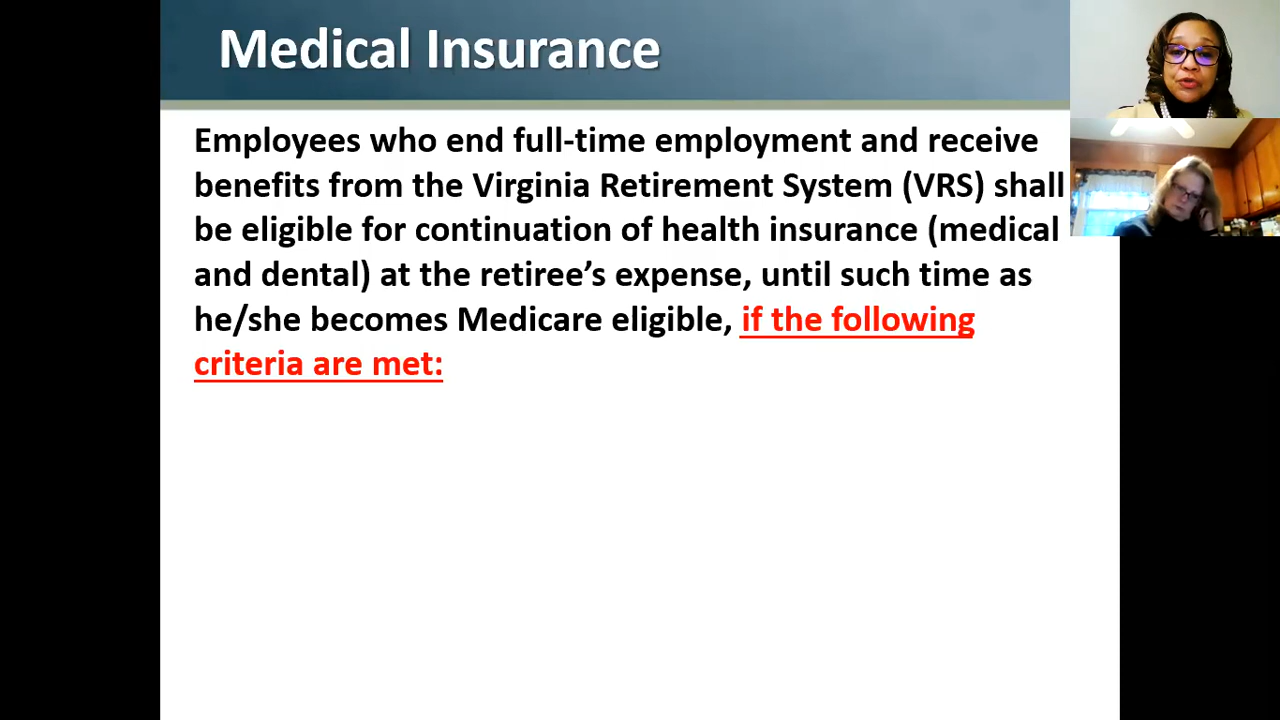 Medical Insurance
Employees who end full-time employment and receive
benefits from the Virginia Retirement System (VRS) shall
be eligible for continuation of health insurance (medical
and dental) at the retiree’s expense, until such time as
he/she becomes Medicare eligible, if the following
criteria are met: